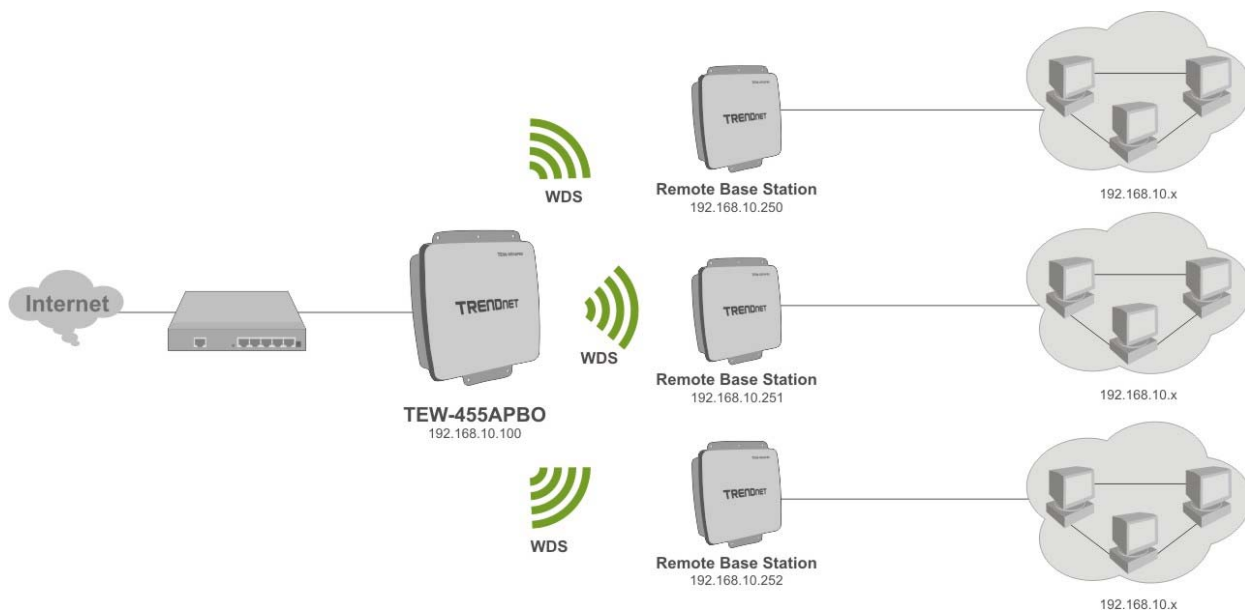 TRENDNET
Remote Base Station
192.168.10.250
192.168.10.x
WDS
Internet
TRENDNET
TEW-455APBO
192.168.10.100
WDS
TRENDNET
Remote Base Station
192.168.10.251
192.168.10.x
WDS
TRENDNET
Remote Base Station
192.168.10.252
192.168.10.x